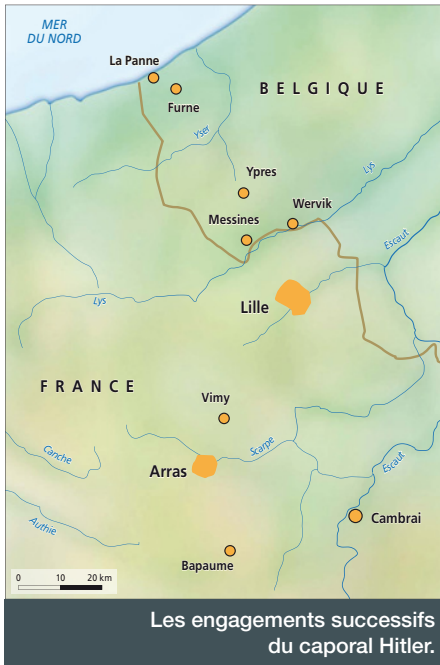 MER
DU NORD
La Panne
BELGIQUE
Furne
Yser
Ypres
Lys
Wervik
Messines
Escaut
Lys
Lille
FRANCE
Vimy
Scarpe
Canche
Arras
Escaut
Authie
Cambrai
Bapaume
0 10 20 km
Les engagements successifs
du caporal Hitler.